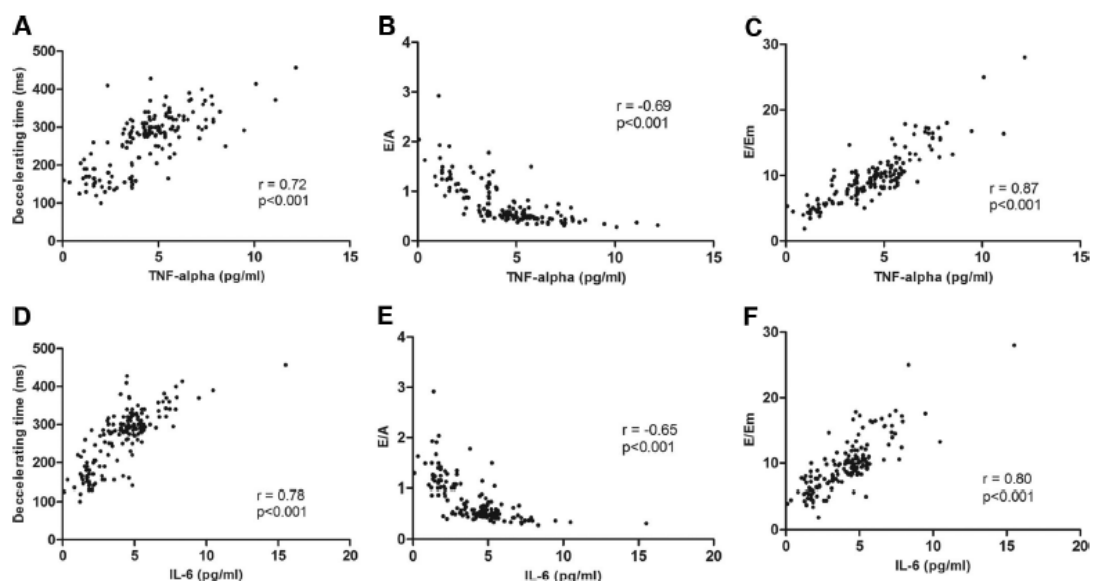 A
Deccelerating time (ms)
500
400
300
200
100
0
0
5
10
15
TNF-alpha (pg/ml)
r = 0.72
p<0.001
B
E/A
4
3
2
1
0
0
5
10
15
TNF-alpha (pg/ml)
r = -0.69
p<0.001
C
E/Em
30
20
10
0
0
5
10
15
TNF-alpha (pg/ml)
r = 0.87
p<0.001
D
Deccelerating time (ms)
500
400
300
200
100
0
0
5
10
15
20
IL-6 (pg/ml)
r = 0.78
p<0.001
E
E/A
4
3
2
1
0
0
5
10
15
20
IL-6 (pg/ml)
r = -0.65
p<0.001
F
E/Em
30
20
10
0
0
5
10
15
20
IL-6 (pg/ml)
r = 0.80
p<0.001